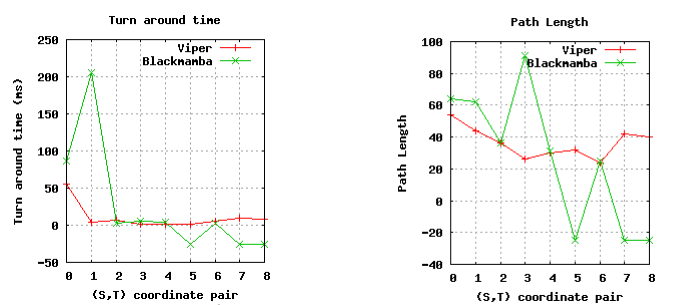 Turn around time
Viper
Blackmamba
Turn around time (ms)
250
200
150
100
50
0
-50
0 1 2 3 4 5 6 7 8
(S,T) coordinate pair
Path Length
Viper
Blackmamba
Path Length
100
80
60
40
20
0
-20
-40
0 1 2 3 4 5 6 7 8
(S,T) coordinate pair